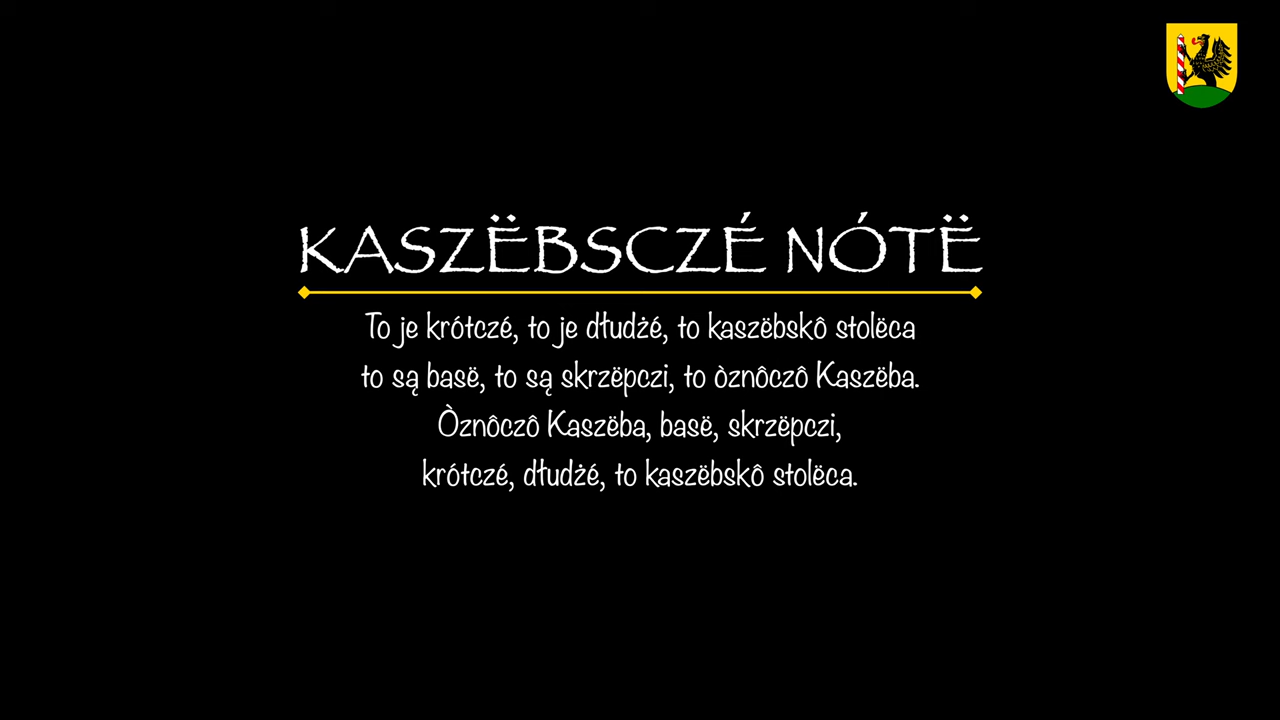 KASZËBSCZÉ NÓTË
To je krótczé, to je dłudżé, to kaszëbskô stolëca
to są basë, to są skrzëpczi, to òznôczô Kaszëba.
Òznôczô Kaszëba, basë, skrzëpczi,
krótczé, dłudżé, to kaszëbskô stolëca.